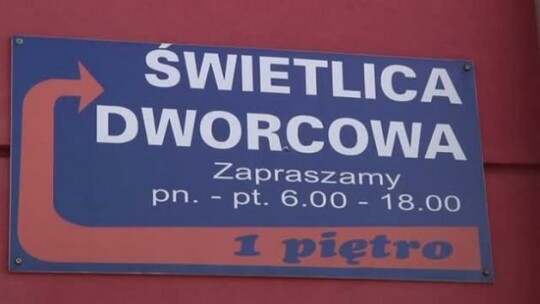 ŚWIETLICA
DWORCOWA
Zapraszamy
pn. - pt. 6.00 - 18.00
1 piętro